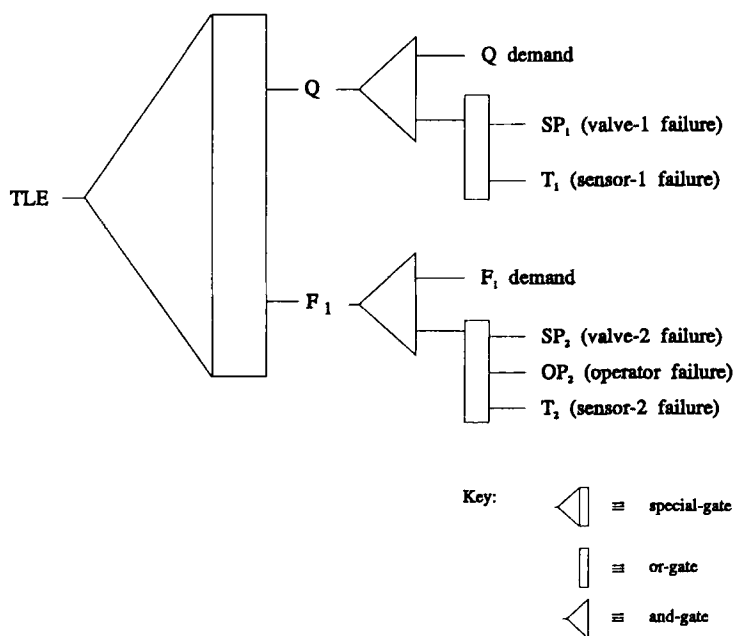 Q demand
Q
SP₁ (valve-1 failure)
T₁ (sensor-1 failure)
TLE
F₁ demand
F₁
SP₂ (valve-2 failure)
OP₂ (operator failure)
T₂ (sensor-2 failure)
Key:
≡ special-gate
≡ or-gate
≡ and-gate